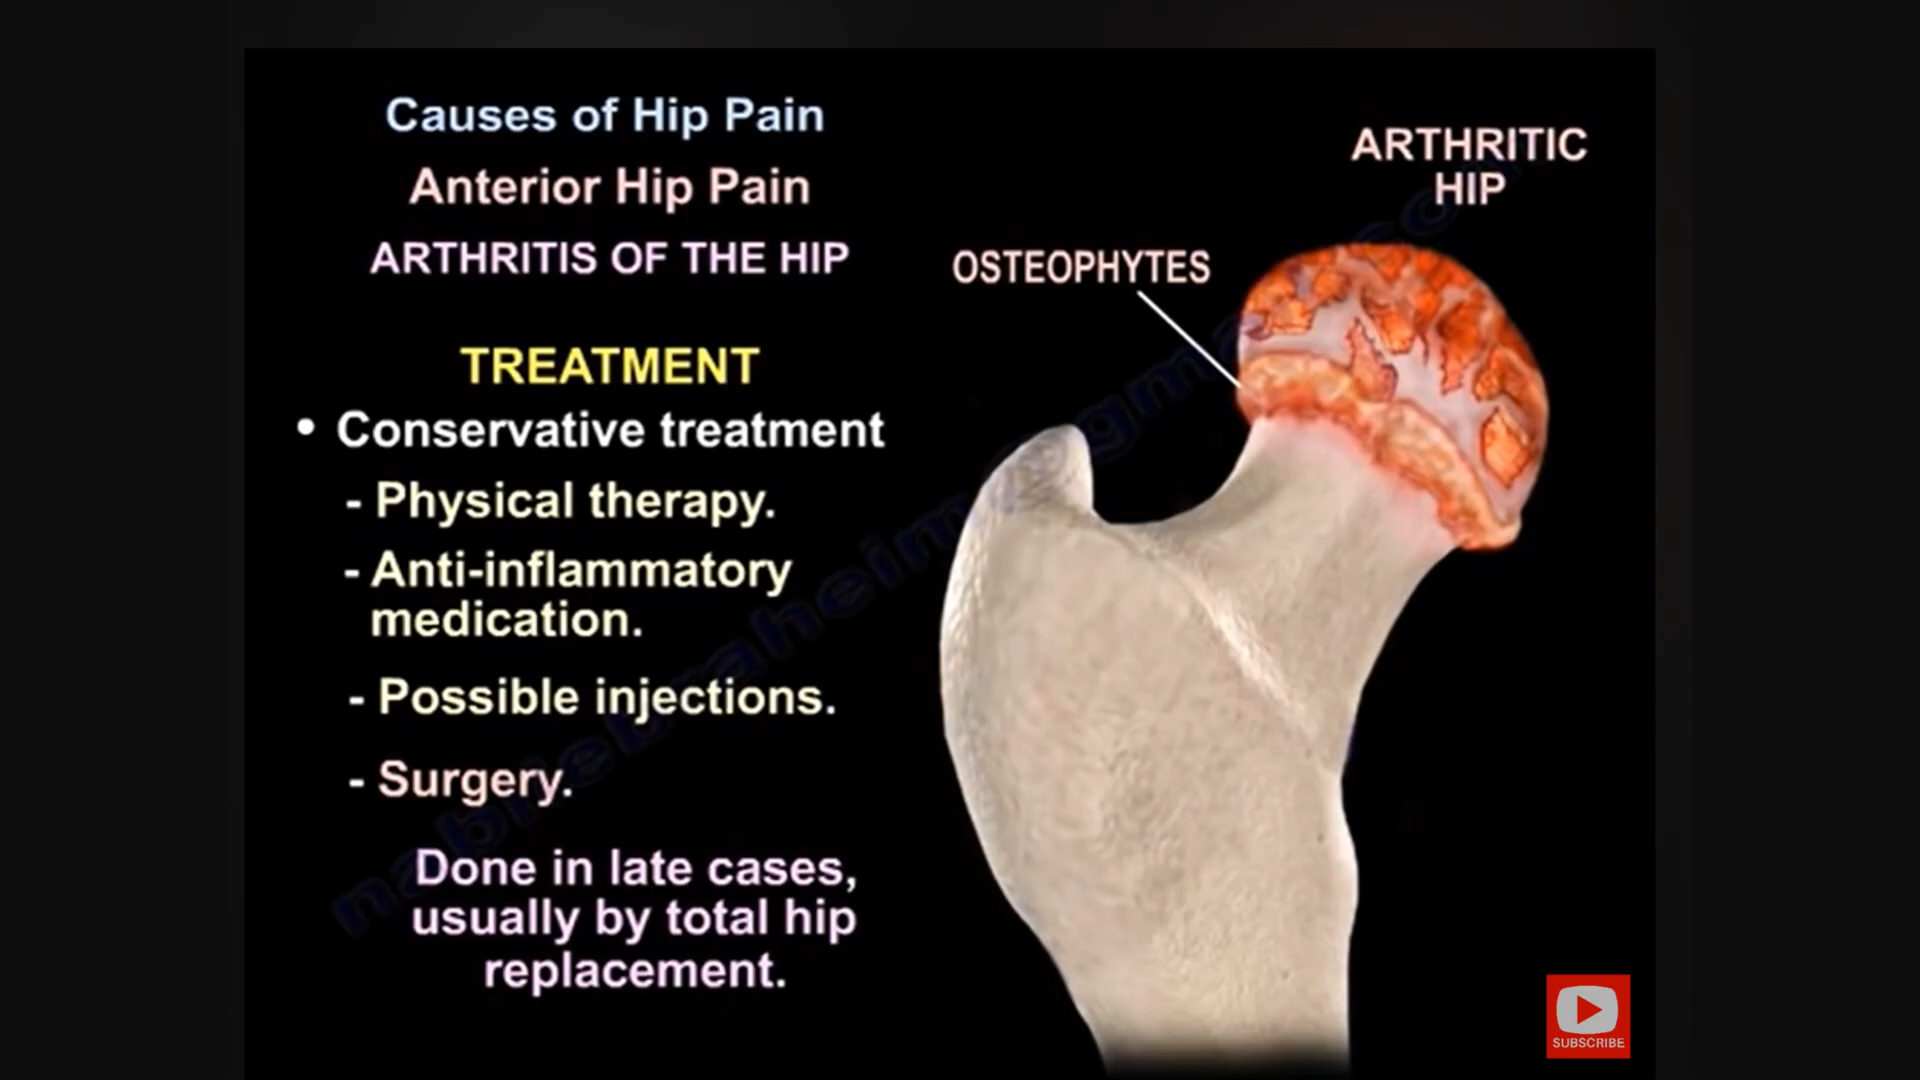 Causes of Hip Pain
Anterior Hip Pain
ARTHRITIS OF THE HIP
TREATMENT
• Conservative treatment
- Physical therapy.
- Anti-inflammatory
medication.
- Possible injections.
- Surgery.
Done in late cases,
usually by total hip
replacement.
ARTHRITIC
HIP
OSTEOPHYTES
SUBSCRIBE